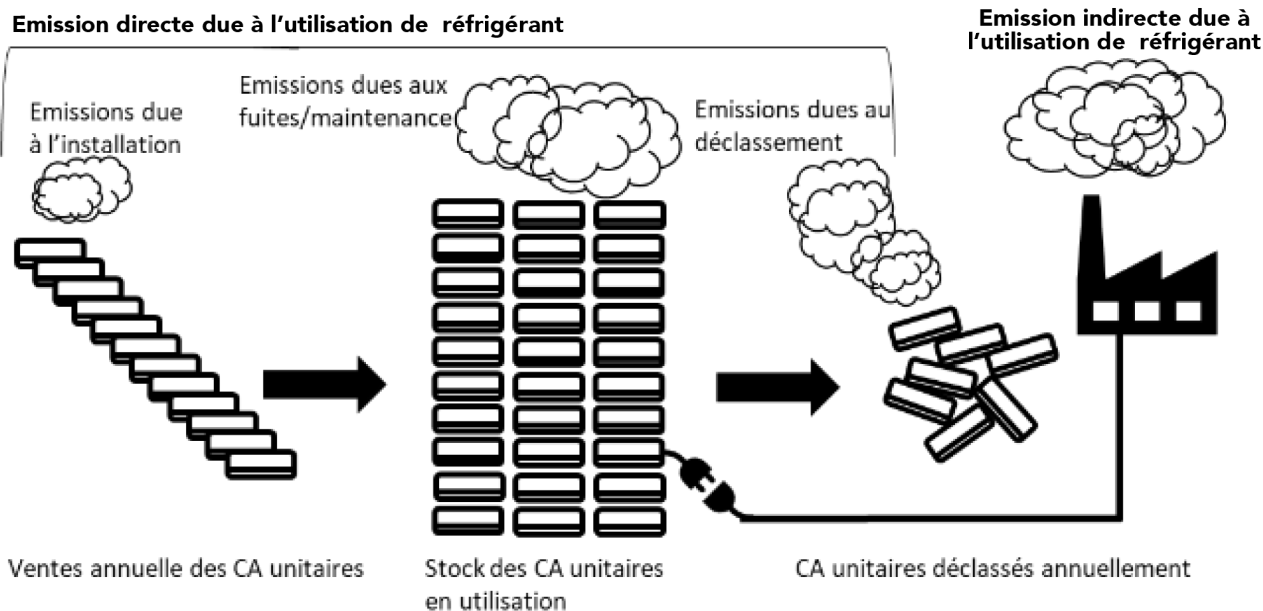 Emission directe due à l’utilisation de réfrigérant
Emission indirecte due à
l’utilisation de réfrigérant
Emissions due
à l’installation
Emissions dues aux
fuites/maintenance
Emissions dues au
déclassement
Ventes annuelle des CA unitaires
Stock des CA unitaires
en utilisation
CA unitaires déclassés annuellement